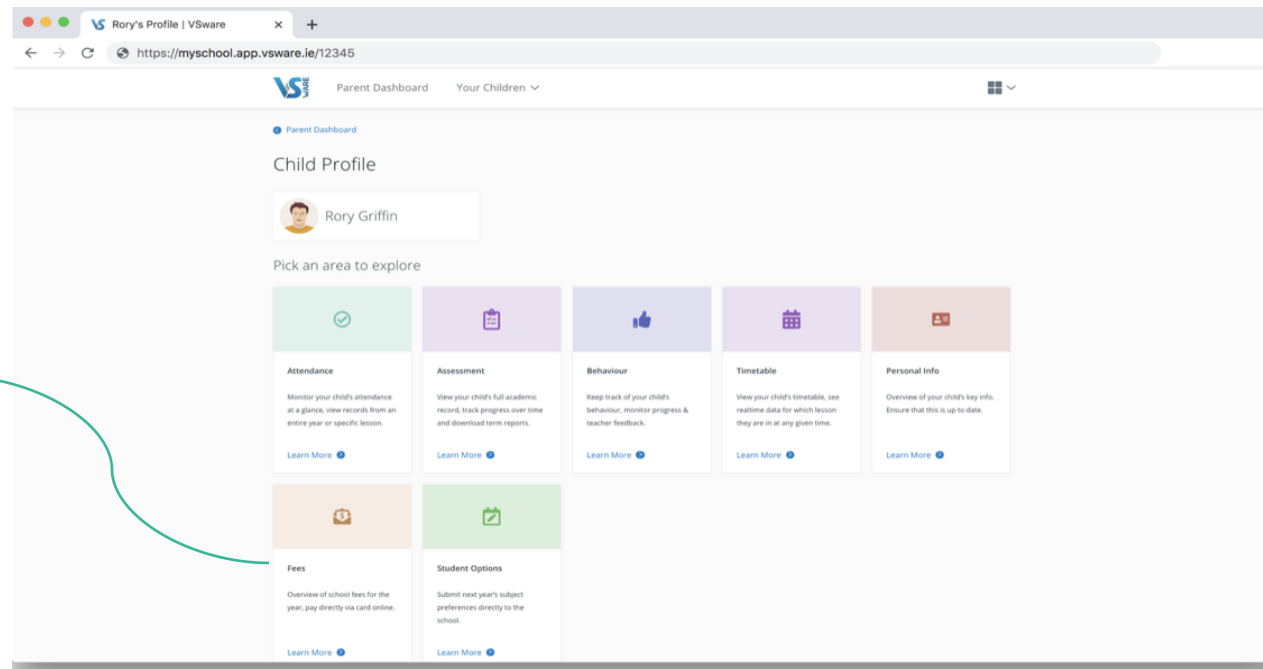 Rory's Profile | VSware
https://myschool.app.vsware.ie/12345
VSWARE
Parent Dashboard
Your Children
Parent Dashboard
Child Profile
Rory Griffin
Pick an area to explore
Attendance
Monitor your child's attendance
at a glance, view records from an
entire year or specific lesson.
Learn More
Assessment
View your child's full academic
record, track progress over time
and download term reports.
Learn More
Behaviour
Keep track of your child's
behaviour, monitor progress &
teacher feedback.
Learn More
Timetable
View your child's timetable, see
realtime data for which lesson
they are in at any given time.
Learn More
Personal Info
Overview of your child's key info.
Ensure that this is up to date.
Learn More
Fees
Overview of school fees for the
year, pay directly via card online.
Learn More
Student Options
Submit next year's subject
preferences directly to the
school.
Learn More